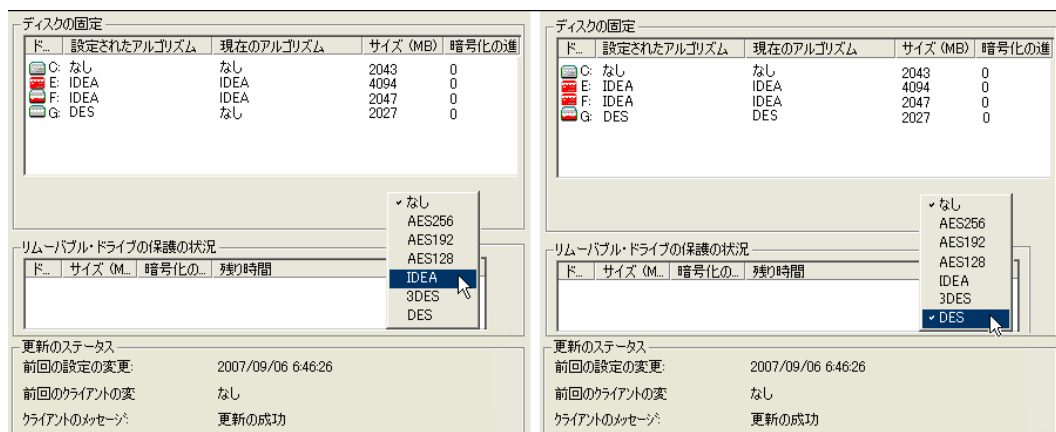 ディスクの固定
ド... 設定されたアルゴリズム 現在のアルゴリズム サイズ (MB) 暗号化の進
C: なし なし 2043 0
E: IDEA IDEA 4094 0
F: IDEA IDEA 2047 0
G: DES なし 2027 0
✓ なし
AES256
AES192
AES128
IDEA
3DES
DES
リムーバブル・ドライブの保護の状況
ド... サイズ (M... 暗号化の... 残り時間
更新のステータス
前回の設定の変更: 2007/09/06 6:46:26
前回のクライアントの変 なし
クライアントのメッセージ: 更新の成功
ディスクの固定
ド... 設定されたアルゴリズム 現在のアルゴリズム サイズ (MB) 暗号化の進
C: なし なし 2043 0
E: IDEA IDEA 4094 0
F: IDEA IDEA 2047 0
G: DES DES 2027 0
✓ なし
AES256
AES192
AES128
IDEA
3DES
✓ DES
リムーバブル・ドライブの保護の状況
ド... サイズ (M... 暗号化の... 残り時間
更新のステータス
前回の設定の変更: 2007/09/06 6:46:26
前回のクライアントの変 なし
クライアントのメッセージ: 更新の成功